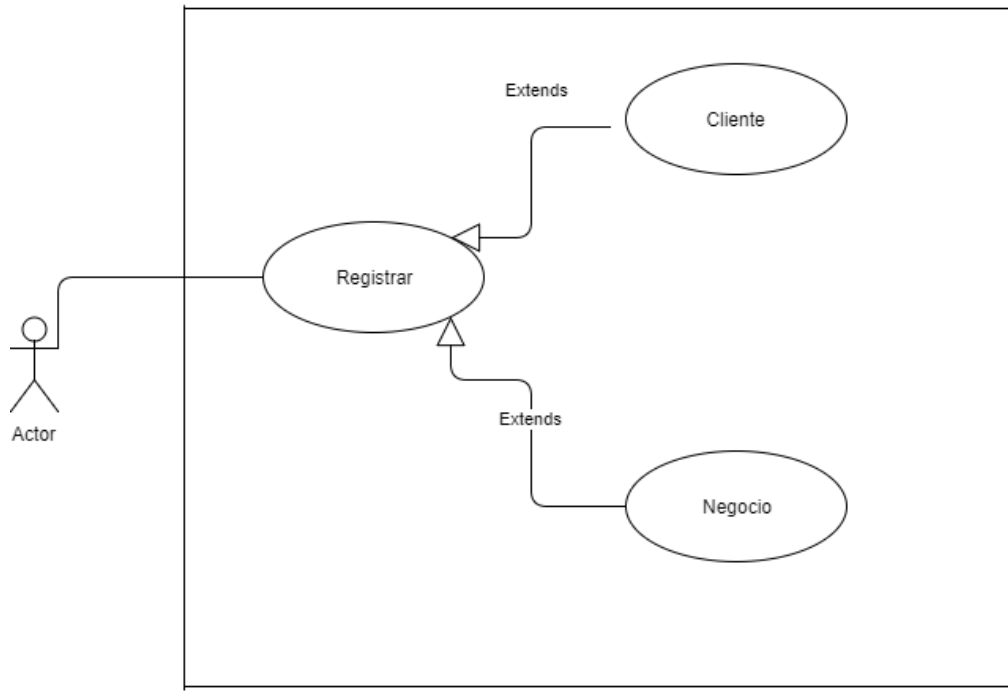 Extends
Cliente
Registrar
Actor
Extends
Negocio